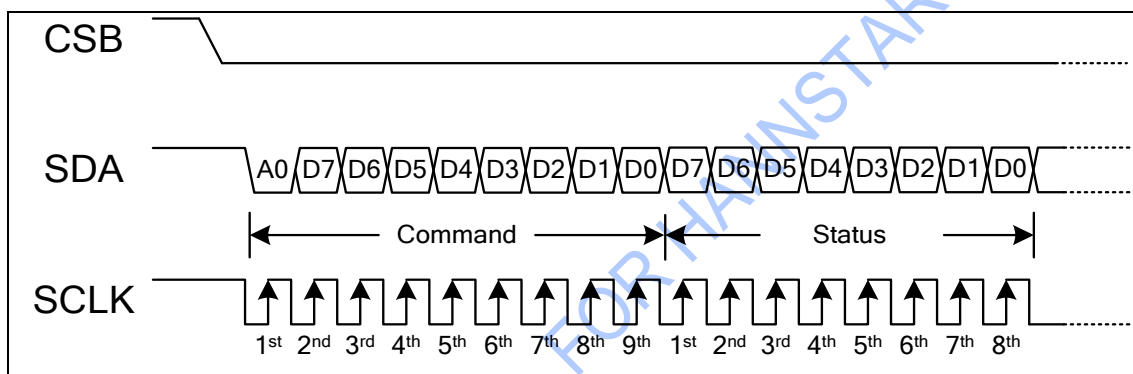 CSB
SDA A0 D7 D6 D5 D4 D3 D2 D1 D0 D7 D6 D5 D4 D3 D2 D1 D0
Command Status
SCLK
1st 2nd 3rd 4th 5th 6th 7th 8th 9th 1st 2nd 3rd 4th 5th 6th 7th 8th
FOR HANNSTAR